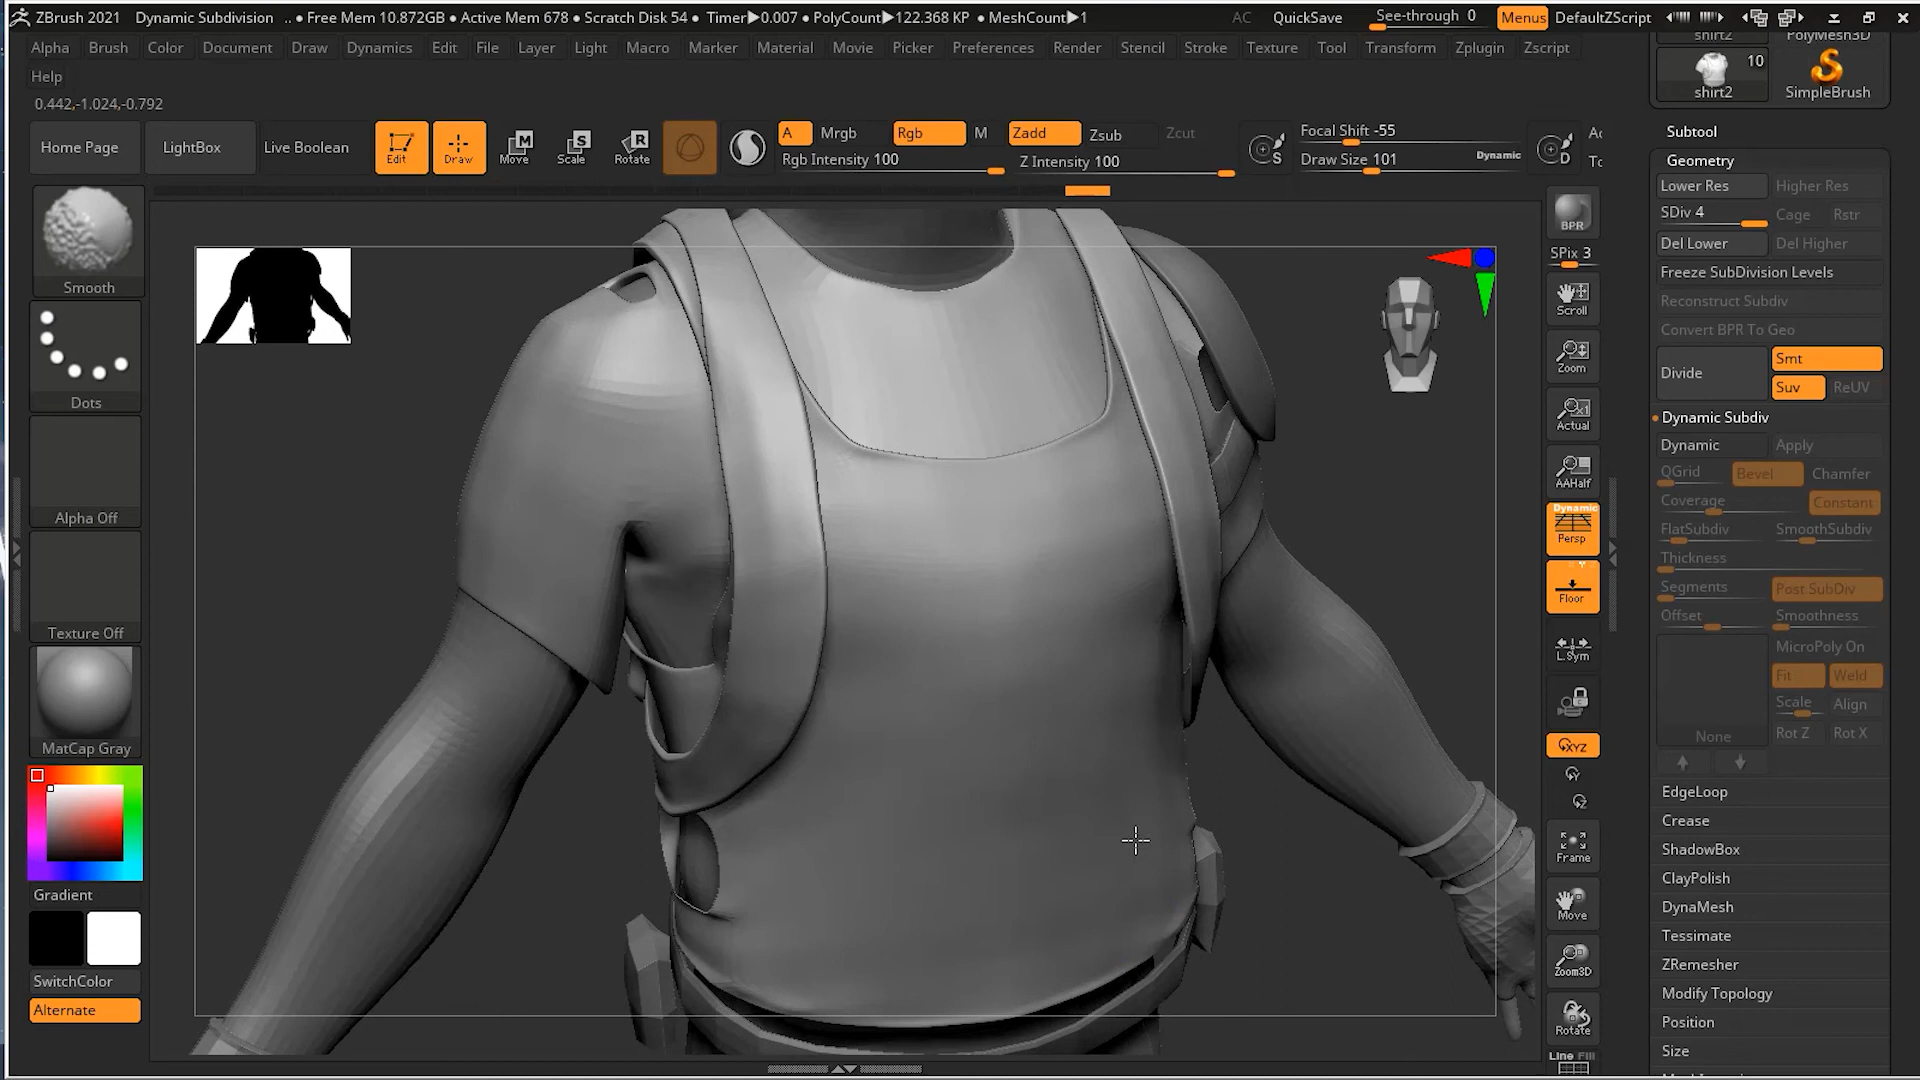 ZBrush 2021 Dynamic Subdivision .. • Free Mem 10.872GB • Active Mem 678 • Scratch Disk 54 • Timer▶0.007 • PolyCount▶122.368 KP • MeshCount▶1 AC QuickSave See-through 0 Menus DefaultZScript
Alpha Brush Color Document Draw Dynamics Edit File Layer Light Macro Marker Material Movie Picker Preferences Render Stencil Stroke Texture Tool Transform Zplugin Zscript
Help
0.442,-1.024,-0.792
Home Page LightBox Live Boolean Edit Draw Move Scale Rotate
A Mrgb Rgb M Zadd Zsub Zcut
Rgb Intensity 100 Z Intensity 100
Focal Shift -55
Draw Size 101 Dynamic
Ac
To
Smooth
Dots
Alpha Off
Texture Off
MatCap Gray
Gradient
SwitchColor
Alternate
BPR
SPix 3
Scroll
Zoom
Actual
AAHalf
Dynamic
Persp
Floor
L.Sym
XYZ
Y
Z
Frame
Move
Zoom3D
Rotate
Line Fill
shirt2 PolyMesh3D
10
shirt2 SimpleBrush
Subtool
Geometry
Lower Res Higher Res
SDiv 4 Cage Rstr
Del Lower Del Higher
Freeze SubDivision Levels
Reconstruct Subdiv
Convert BPR To Geo
Divide Smt
Suv ReUV
Dynamic Subdiv
Dynamic Apply
QGrid Bevel Chamfer
Coverage Constant
FlatSubdiv SmoothSubdiv
Thickness
Segments Post SubDiv
Offset Smoothness
MicroPoly On
Fit Weld
Scale Align
None Rot Z Rot X
EdgeLoop
Crease
ShadowBox
ClayPolish
DynaMesh
Tessimate
ZRemesher
Modify Topology
Position
Size